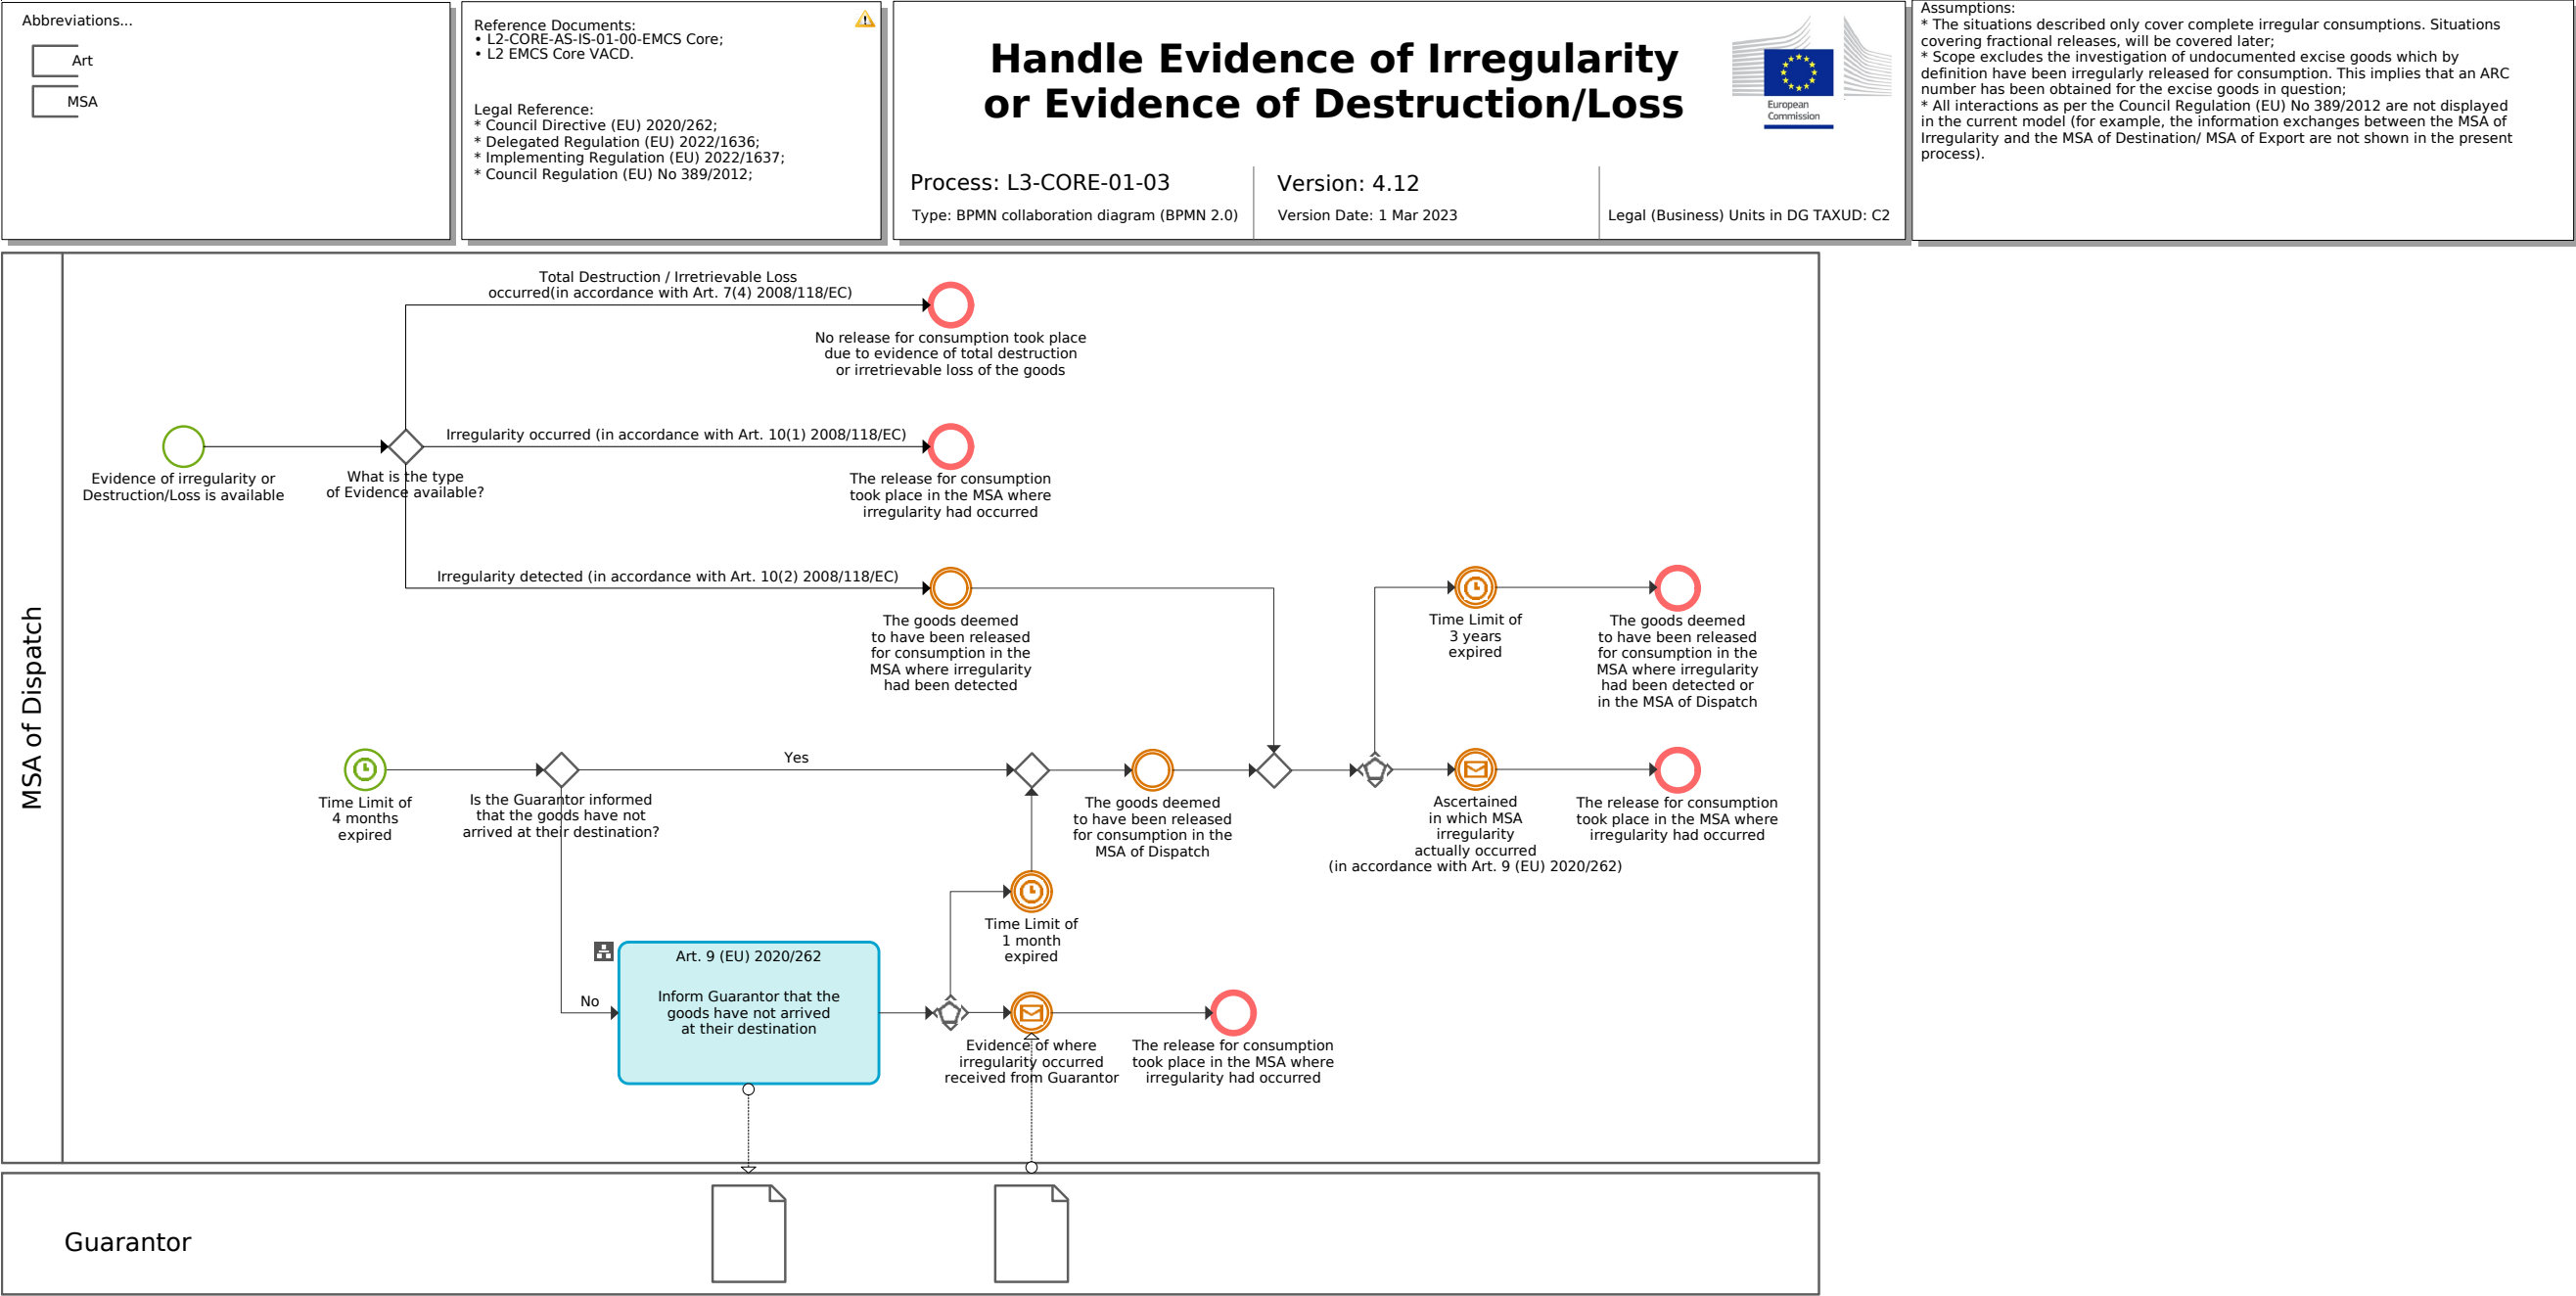 Abbreviations...
Art
MSA
Reference Documents:
• L2-CORE-AS-IS-01-00-EMCS Core;
• L2 EMCS Core VACD.
Legal Reference:
* Council Directive (EU) 2020/262;
* Delegated Regulation (EU) 2022/1636;
* Implementing Regulation (EU) 2022/1637;
* Council Regulation (EU) No 389/2012;
Handle Evidence of Irregularity
or Evidence of Destruction/Loss
European
Commission
Process: L3-CORE-01-03
Version: 4.12
Type: BPMN collaboration diagram (BPMN 2.0)
Version Date: 1 Mar 2023
Legal (Business) Units in DG TAXUD: C2
Assumptions:
* The situations described only cover complete irregular consumptions. Situations
covering fractional releases, will be covered later;
* Scope excludes the investigation of undocumented excise goods which by
definition have been irregularly released for consumption. This implies that an ARC
number has been obtained for the excise goods in question;
* All interactions as per the Council Regulation (EU) No 389/2012 are not displayed
in the current model (for example, the information exchanges between the MSA of
Irregularity and the MSA of Destination/ MSA of Export are not shown in the present
process).
MSA of Dispatch
Total Destruction / Irretrievable Loss
occurred(in accordance with Art. 7(4) 2008/118/EC)
No release for consumption took place
due to evidence of total destruction
or irretrievable loss of the goods
Evidence of irregularity or
Destruction/Loss is available
What is the type
of Evidence available?
Irregularity occurred (in accordance with Art. 10(1) 2008/118/EC)
The release for consumption
took place in the MSA where
irregularity had occurred
Irregularity detected (in accordance with Art. 10(2) 2008/118/EC)
The goods deemed
to have been released
for consumption in the
MSA where irregularity
had been detected
Time Limit of
3 years
expired
The goods deemed
to have been released
for consumption in the
MSA where irregularity
had been detected or
in the MSA of Dispatch
Time Limit of
4 months
expired
Is the Guarantor informed
that the goods have not
arrived at their destination?
Yes
The goods deemed
to have been released
for consumption in the
MSA of Dispatch
Ascertained
in which MSA
irregularity
actually occurred
(in accordance with Art. 9 (EU) 2020/262)
The release for consumption
took place in the MSA where
irregularity had occurred
Time Limit of
1 month
expired
No
Art. 9 (EU) 2020/262
Inform Guarantor that the
goods have not arrived
at their destination
Evidence of where
irregularity occurred
received from Guarantor
The release for consumption
took place in the MSA where
irregularity had occurred
Guarantor